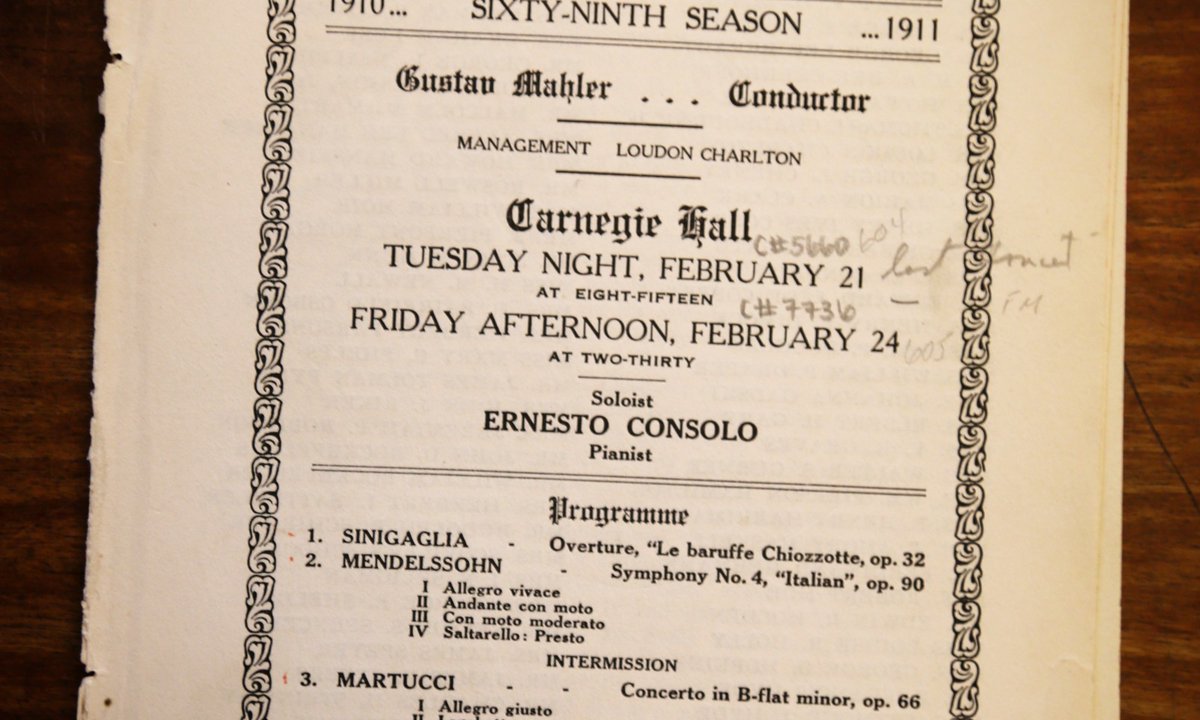 1910... SIXTY-NINTH SEASON ...1911
Gustav Mahler . . . Conductor
MANAGEMENT LOUDON CHARLTON
Carnegie Hall
C#5660 604
TUESDAY NIGHT, FEBRUARY 21 last Concert
AT EIGHT-FIFTEEN
C#7736
FRIDAY AFTERNOON, FEBRUARY 24 605
AT TWO-THIRTY
Soloist
ERNESTO CONSOLO
Pianist
Programme
1. SINIGAGLIA - Overture, "Le baruffe Chiozzotte, op. 32
2. MENDELSSOHN - Symphony No. 4, "Italian", op. 90
I Allegro vivace
II Andante con moto
III Con moto moderato
IV Saltarello: Presto
INTERMISSION
3. MARTUCCI - - Concerto in B-flat minor, op. 66
I Allegro giusto
II